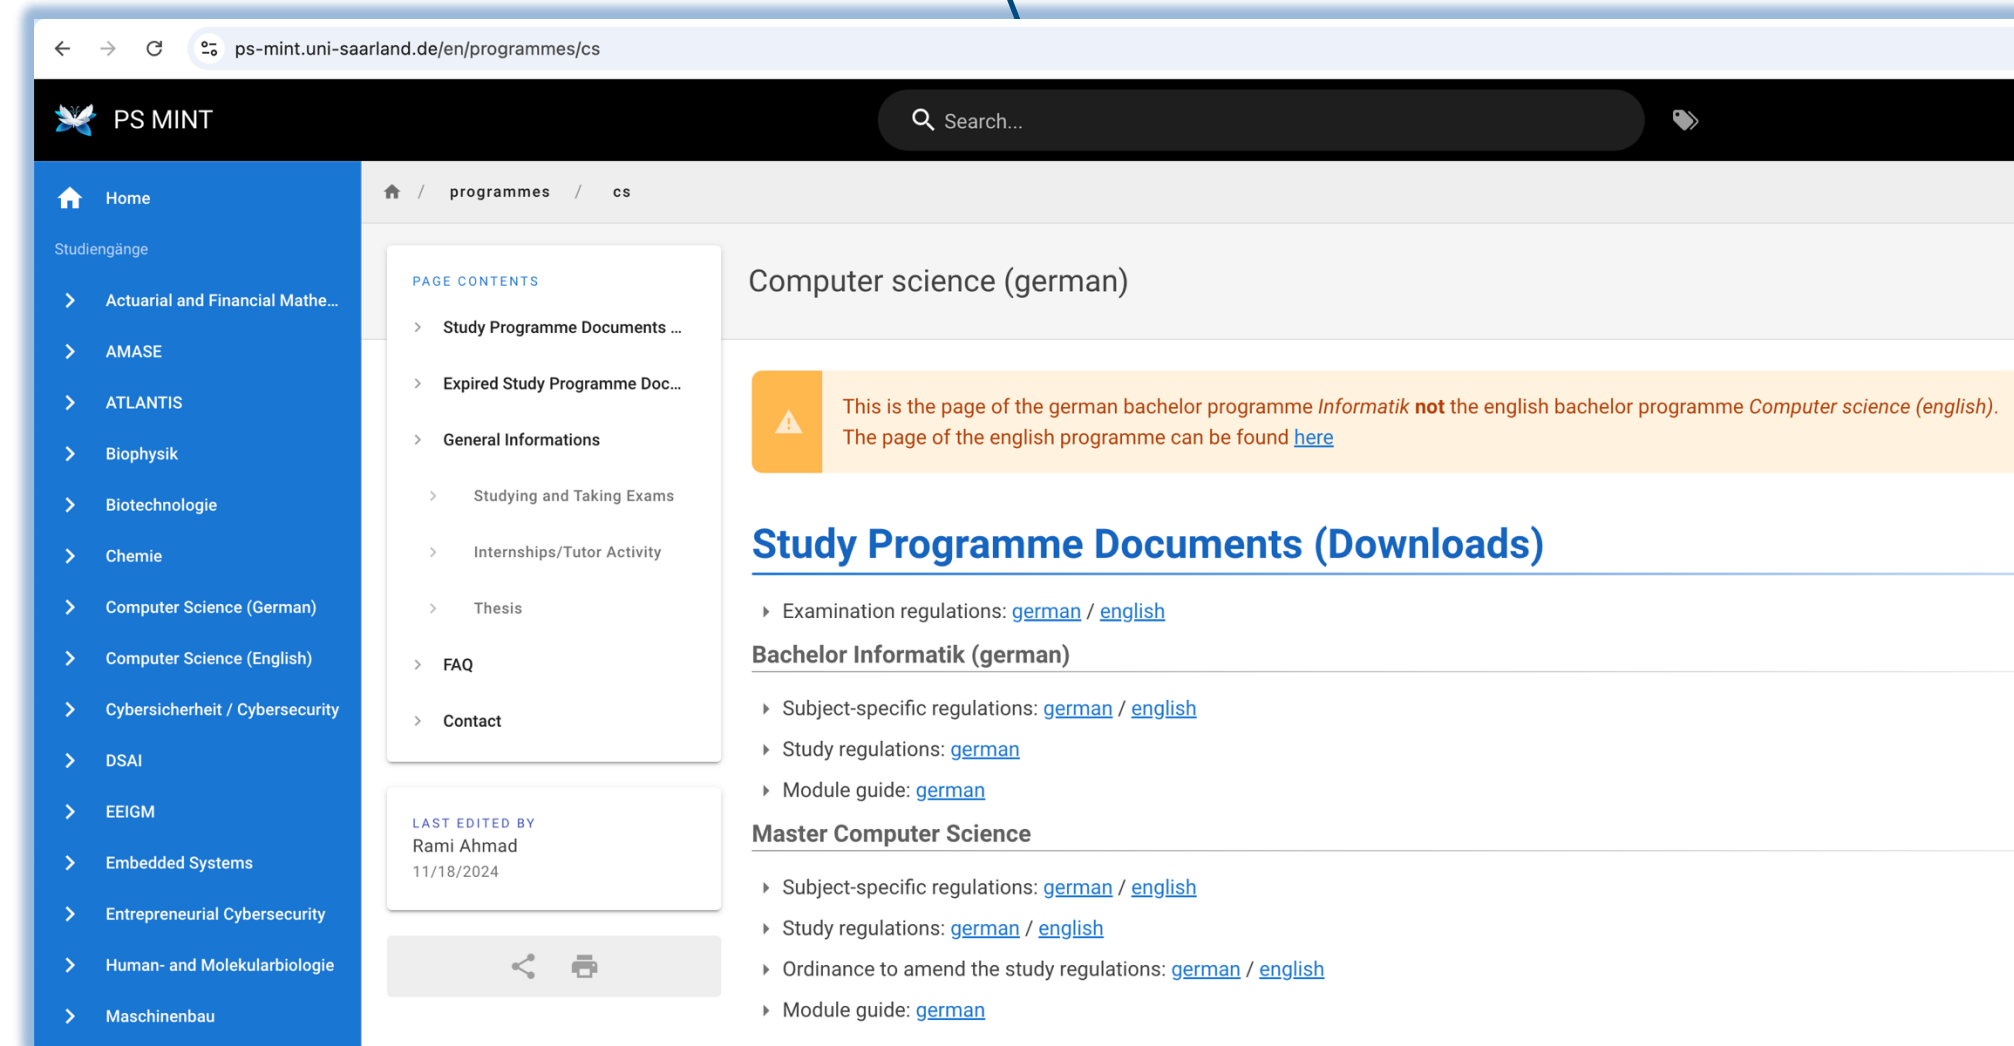 ps-mint.uni-saarland.de/en/programmes/cs
PS MINT
Search...
Home
Studiengänge
Actuarial and Financial Mathe...
AMASE
ATLANTIS
Biophysik
Biotechnologie
Chemie
Computer Science (German)
Computer Science (English)
Cybersicherheit / Cybersecurity
DSAI
EEIGM
Embedded Systems
Entrepreneurial Cybersecurity
Human- and Molekularbiologie
Maschinenbau
/ programmes / cs
PAGE CONTENTS
Study Programme Documents ...
Expired Study Programme Doc...
General Informations
Studying and Taking Exams
Internships/Tutor Activity
Thesis
FAQ
Contact
LAST EDITED BY
Rami Ahmad
11/18/2024
Computer science (german)
This is the page of the german bachelor programme Informatik not the english bachelor programme Computer science (english).
The page of the english programme can be found here
Study Programme Documents (Downloads)
Examination regulations: german / english
Bachelor Informatik (german)
Subject-specific regulations: german / english
Study regulations: german
Module guide: german
Master Computer Science
Subject-specific regulations: german / english
Study regulations: german / english
Ordinance to amend the study regulations: german / english
Module guide: german